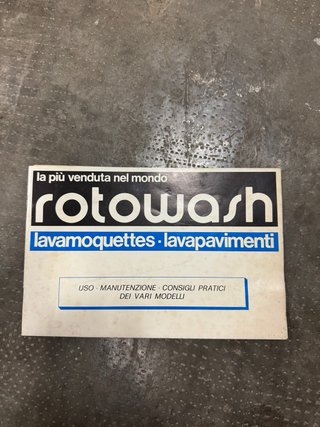 la più venduta nel mondo
rotowash
lavamoquettes · lavapavimenti
USO · MANUTENZIONE · CONSIGLI PRATICI
DEI VARI MODELLI